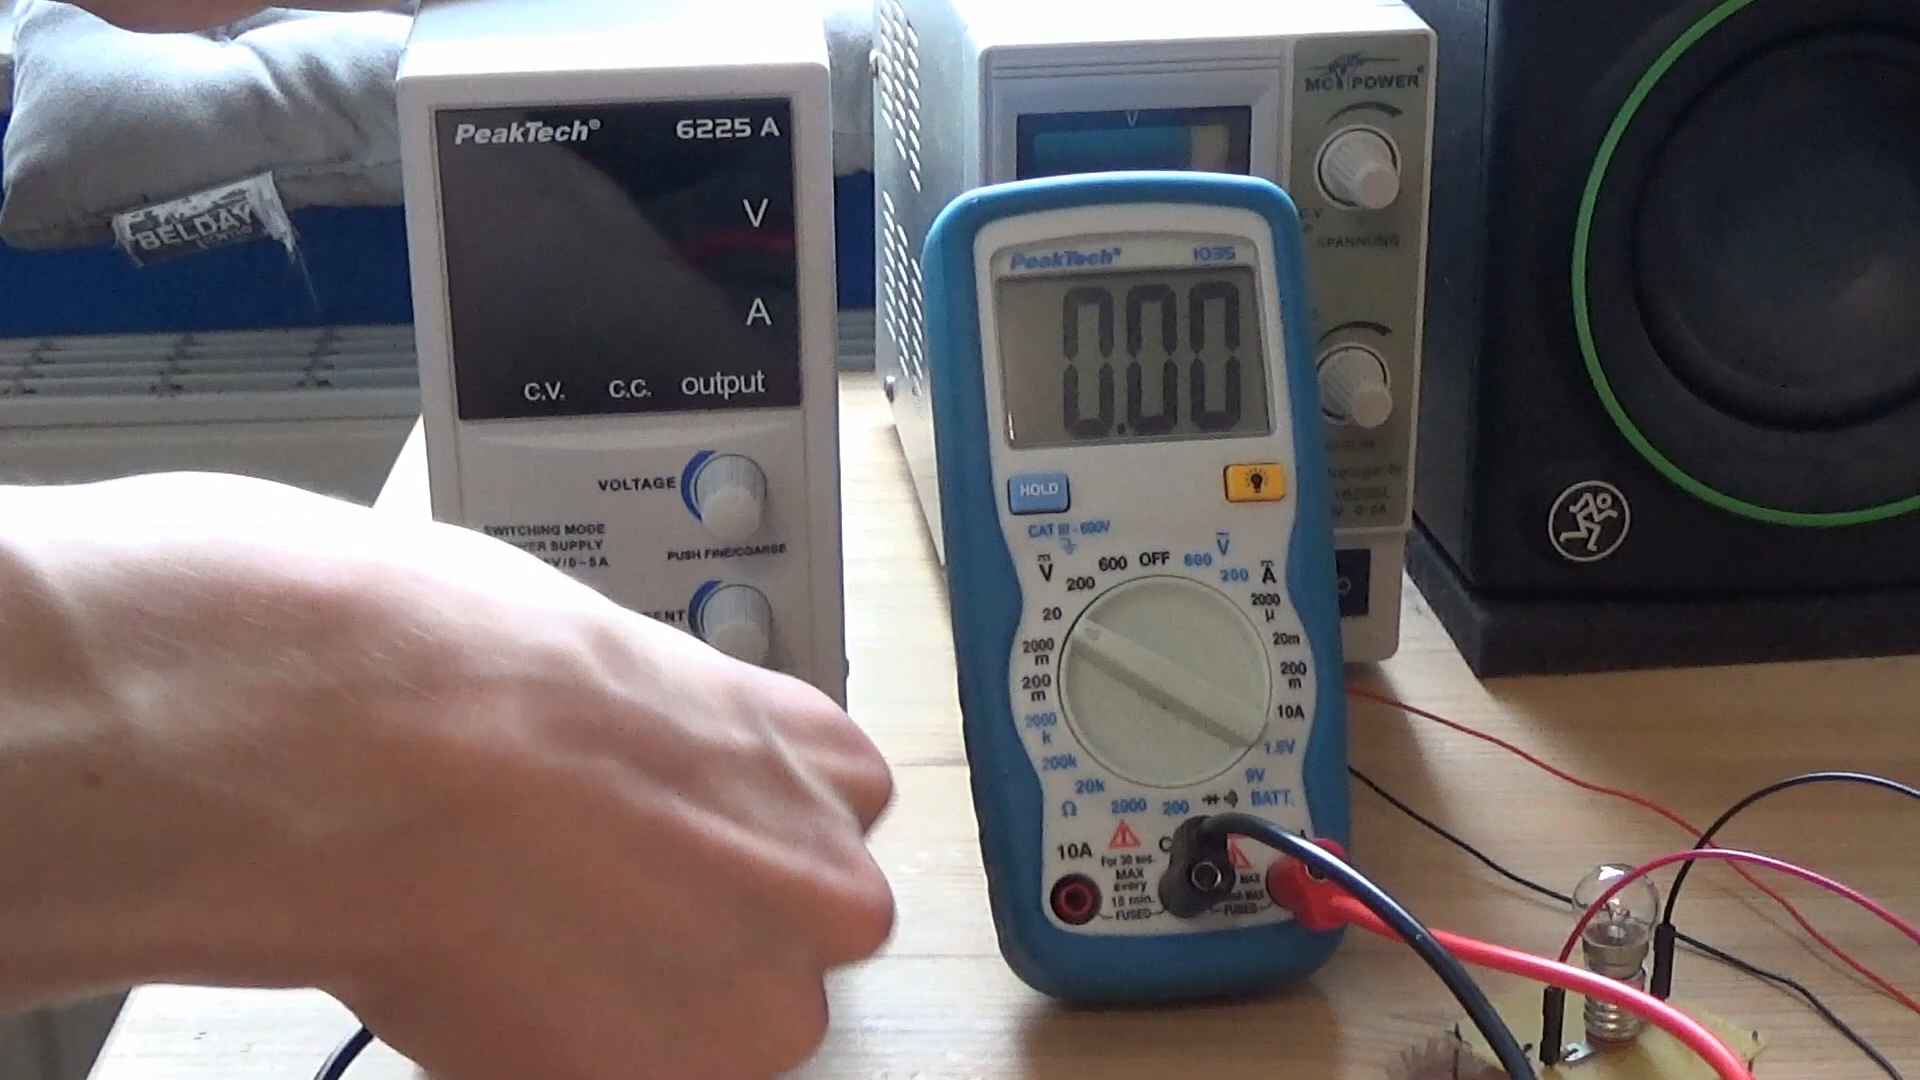 BELDAY
PeakTech® 6225 A
V
A
C.V. C.C. output
VOLTAGE
SWITCHING MODE
SUPPLY
PUSH FINE/COARSE
V
MC POWER
SPANNUNG
PeakTech® 1035
0.00
HOLD
CAT III - 600V
V
200
600
OFF
600
V
200
A
20
2000
m
200
m
2000
k
200k
20k
Ω
2000
200
2000
µ
20m
200
m
10A
1.5V
9V
BATT.
10A
For 30 sec.
MAX
every
15 min.
FUSED
MAX
FUSED